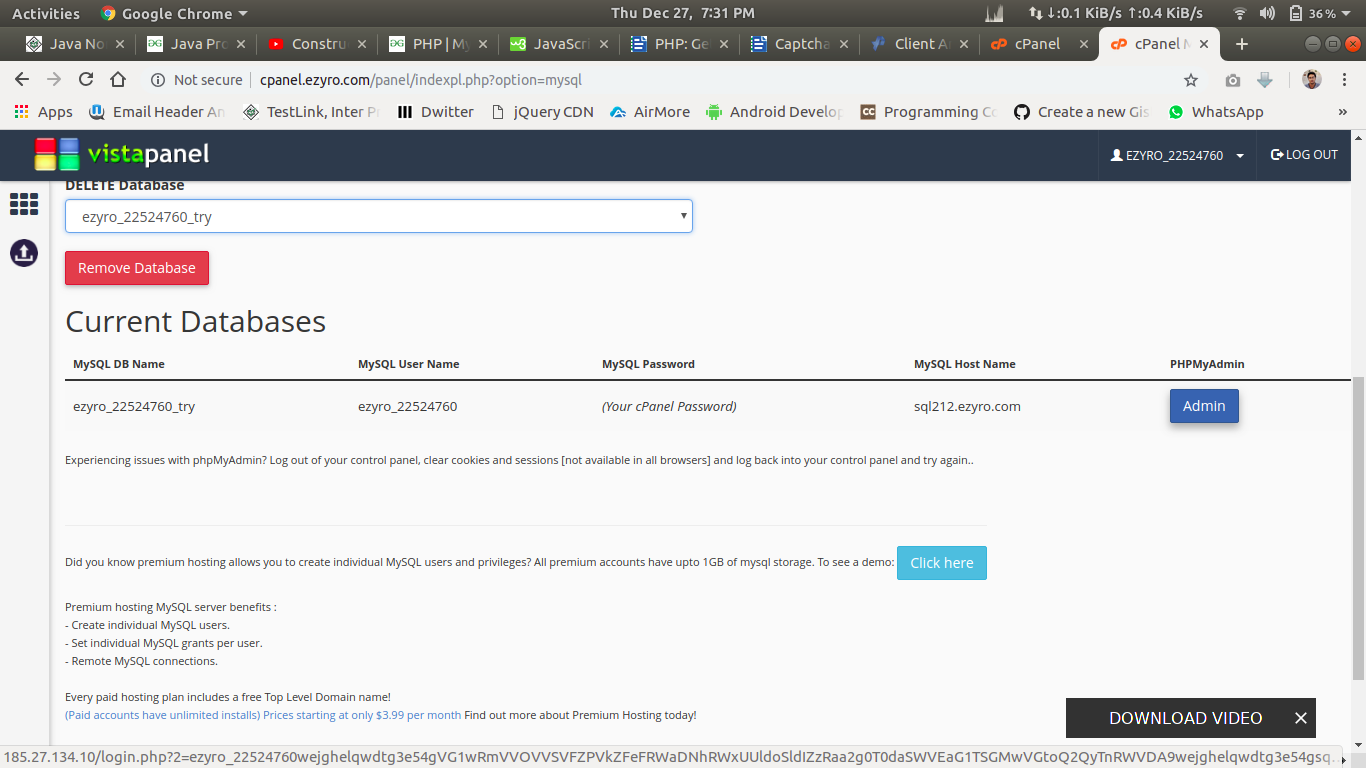 Activities
Google Chrome
Thu Dec 27, 7:31 PM
↓:0.1 KiB/s ↑:0.4 KiB/s
36%
Java No
Java Pro
Constru
PHP | My
JavaScri
PHP: Ge
Captcha
Client A
cPanel
cPanel M
Not secure
cpanel.ezyro.com/panel/indexpl.php?option=mysql
Apps
Email Header An
TestLink, Inter P
Dwitter
jQuery CDN
AirMore
Android Develop
Programming Co
Create a new Gis
WhatsApp
»
vistapanel
EZYRO_22524760
LOG OUT
DELETE Database
ezyro_22524760_try
Remove Database
Current Databases
MySQL DB Name MySQL User Name MySQL Password MySQL Host Name PHPMyAdmin
ezyro_22524760_try ezyro_22524760 (Your cPanel Password) sql212.ezyro.com Admin
Experiencing issues with phpMyAdmin? Log out of your control panel, clear cookies and sessions [not available in all browsers] and log back into your control panel and try again..
Did you know premium hosting allows you to create individual MySQL users and privileges? All premium accounts have upto 1GB of mysql storage. To see a demo: Click here
Premium hosting MySQL server benefits :
- Create individual MySQL users.
- Set individual MySQL grants per user.
- Remote MySQL connections.
Every paid hosting plan includes a free Top Level Domain name!
(Paid accounts have unlimited installs) Prices starting at only $3.99 per month Find out more about Premium Hosting today!
DOWNLOAD VIDEO